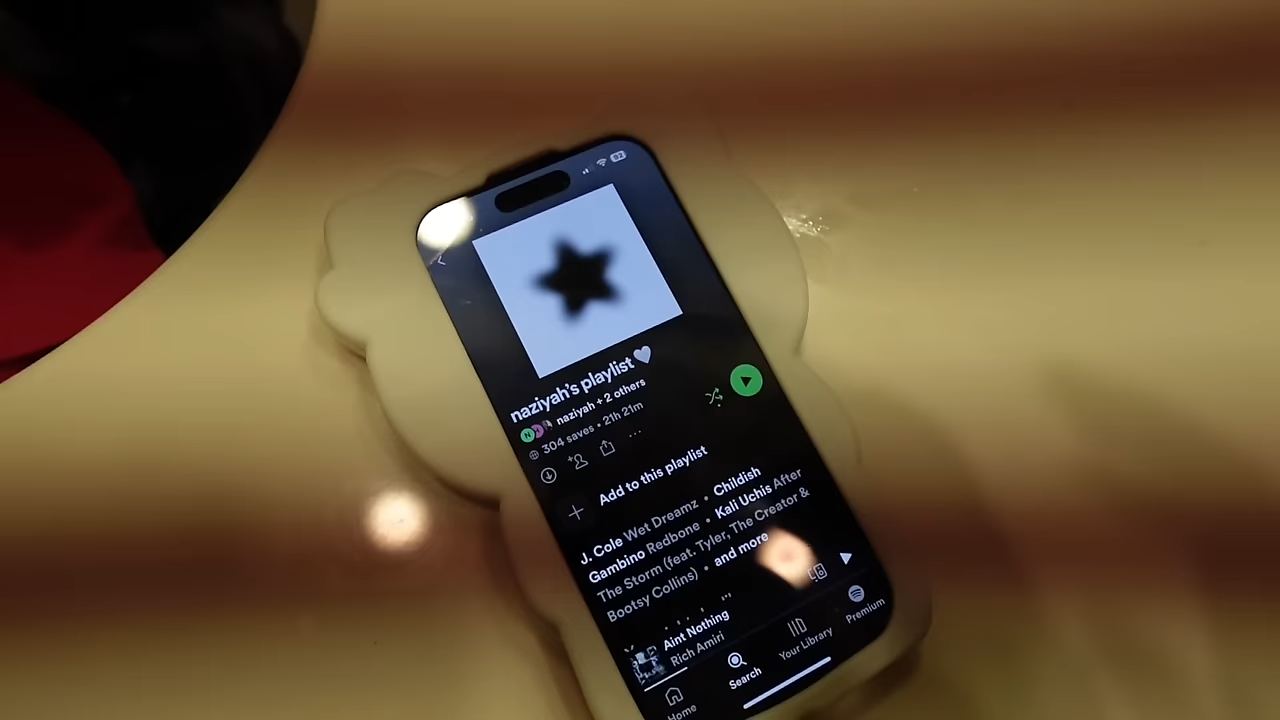 92
naziyah's playlist🤍
N naziyah + 2 others
304 saves • 21h 21m
Add to this playlist
J. Cole Wet Dreamz • Childish
Gambino Redbone • Kali Uchis After
The Storm (feat. Tyler, The Creator &
Bootsy Collins) • and more
Aint Nothing
Rich Amiri
Home
Search
Your Library
Premium